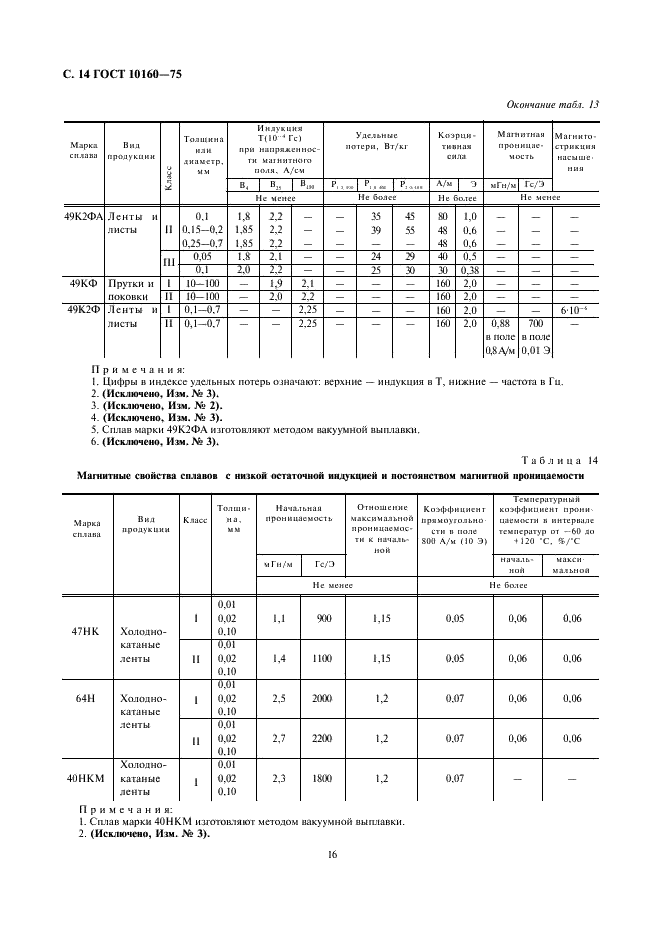 С. 14 ГОСТ 10160—75
Окончание табл. 13
Марка сплава | Вид продукции | Класс | Толщина или диаметр, мм | Индукция Т(10⁻⁴ Гс) при напряженности магнитного поля, А/см | Удельные потери, Вт/кг | Коэрцитивная сила | Магнитная проницаемость | Магнитострикция насыщения
В₄ | В₂₅ | В₁₀₀ | А/м | Э | мГн/м | Гс/Э
Не менее | Не более | Не более | Не менее
49К2ФА | Ленты и листы | II | 0,1 | 1,8 | 2,2 | — | — | 35 | 45 | 80 | 1,0 | — | — | —
0,15—0,2 | 1,85 | 2,2 | — | — | 39 | 55 | 48 | 0,6 | — | — | —
0,25—0,7 | 1,85 | 2,2 | — | — | — | — | 48 | 0,6 | — | — | —
III | 0,05 | 1,8 | 2,1 | — | — | 24 | 29 | 40 | 0,5 | — | — | —
0,1 | 2,0 | 2,2 | — | — | 25 | 30 | 30 | 0,38 | — | — | —
49КФ | Прутки и | I | 10—100 | — | 1,9 | 2,1 | — | — | — | 160 | 2,0 | — | — | —
поковки | II | 10—100 | — | 2,0 | 2,2 | — | — | — | 160 | 2,0 | — | — | —
49К2Ф | Ленты и | I | 0,1—0,7 | — | — | 2,25 | — | — | — | 160 | 2,0 | — | — | 6·10⁻⁶
листы | II | 0,1—0,7 | — | — | 2,25 | — | — | — | 160 | 2,0 | 0,88 | 700 | —
в поле | в поле
0,8 А/м | 0,01 Э
Примечания:
1. Цифры в индексе удельных потерь означают: верхние — индукция в Т, нижние — частота в Гц.
2. (Исключено, Изм. № 3).
3. (Исключено, Изм. № 2).
4. (Исключено, Изм. № 3).
5. Сплав марки 49К2ФА изготовляют методом вакуумной выплавки.
6. (Исключено, Изм. № 3).
Таблица 14
Магнитные свойства сплавов с низкой остаточной индукцией и постоянством магнитной проницаемости
Марка сплава | Вид продукции | Класс | Толщина, мм | Начальная проницаемость | Отношение максимальной проницаемости к начальной | Коэффициент прямоугольности в поле 800 А/м (10 Э) | Температурный коэффициент проницаемости в интервале температур от —60 до +120 °С, %/°С
мГн/м | Гс/Э | начальной | максимальной
Не менее | Не более
47НК | Холоднокатаные ленты | I | 0,01 0,02 0,10 | 1,1 | 900 | 1,15 | 0,05 | 0,06 | 0,06
II | 0,01 0,02 0,10 | 1,4 | 1100 | 1,15 | 0,05 | 0,06 | 0,06
64Н | Холоднокатаные ленты | I | 0,01 0,02 0,10 | 2,5 | 2000 | 1,2 | 0,07 | 0,06 | 0,06
II | 0,01 0,02 0,10 | 2,7 | 2200 | 1,2 | 0,07 | 0,06 | 0,06
40НКМ | Холоднокатаные ленты | I | 0,01 0,02 0,10 | 2,3 | 1800 | 1,2 | 0,07 | — | —
Примечания:
1. Сплав марки 40НКМ изготовляют методом вакуумной выплавки.
2. (Исключено, Изм. № 3).
16